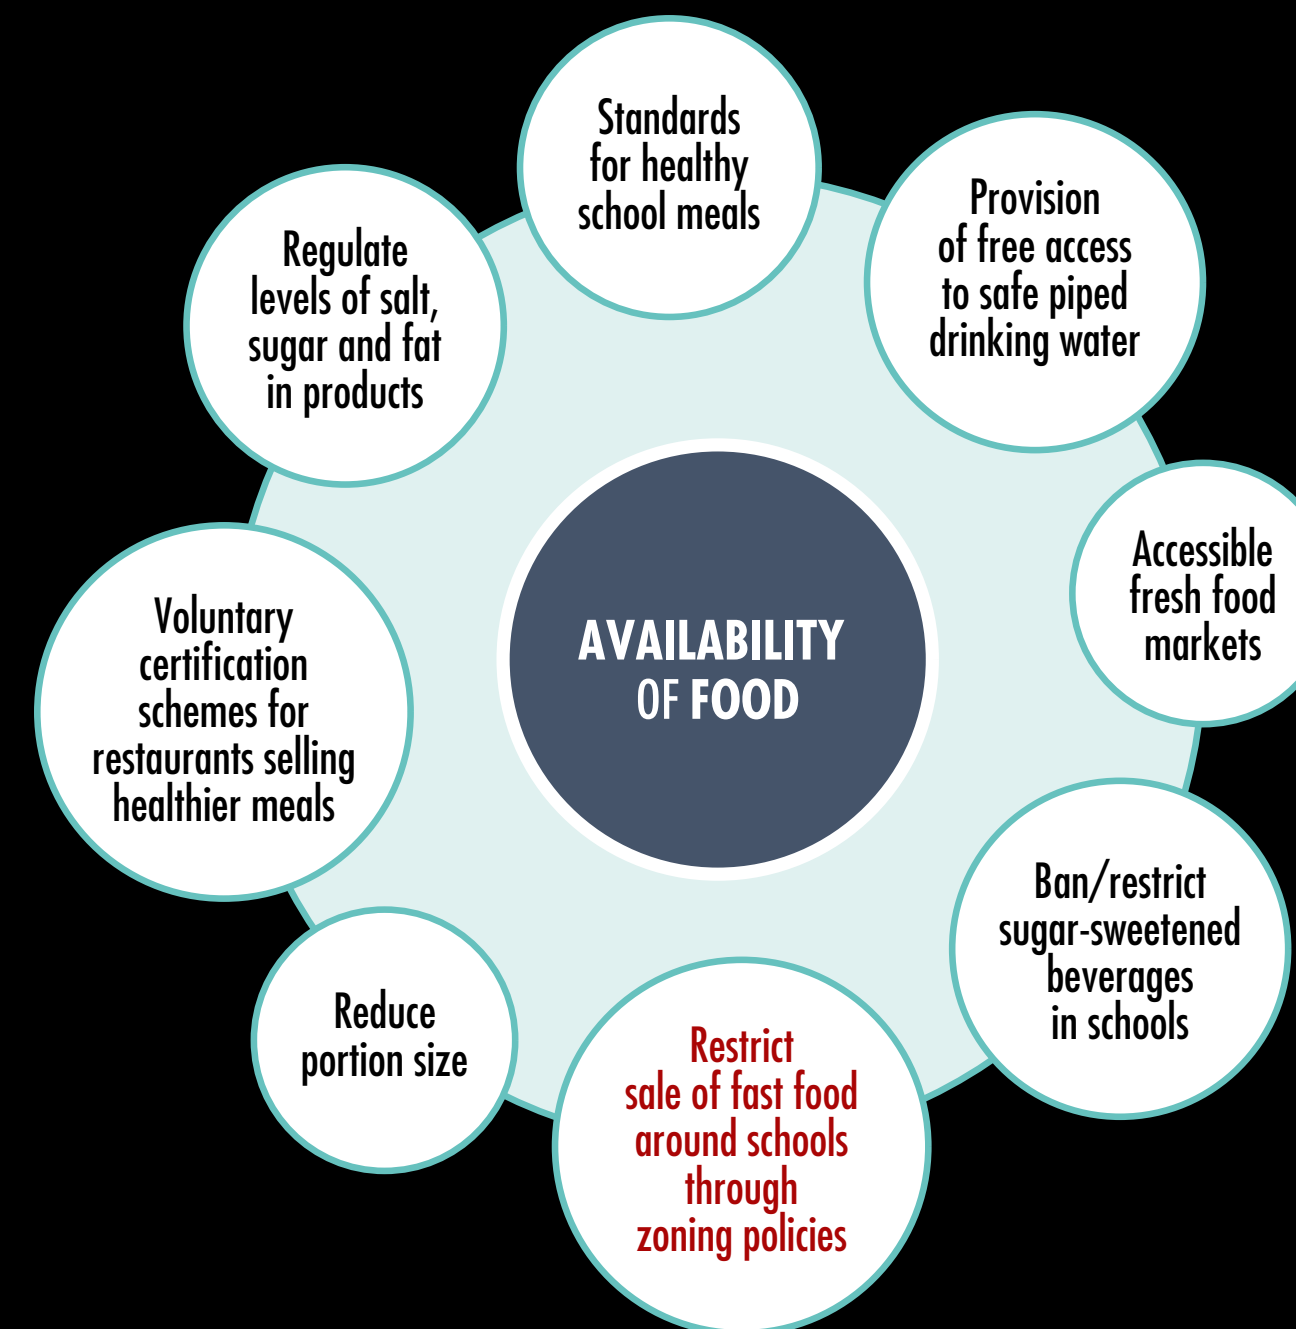 Standards
for healthy
school meals
Provision
of free access
to safe piped
drinking water
Accessible
fresh food
markets
Ban/restrict
sugar-sweetened
beverages
in schools
Restrict
sale of fast food
around schools
through
zoning policies
Reduce
portion size
Voluntary
certification
schemes for
restaurants selling
healthier meals
Regulate
levels of salt,
sugar and fat
in products
AVAILABILITY
OF FOOD